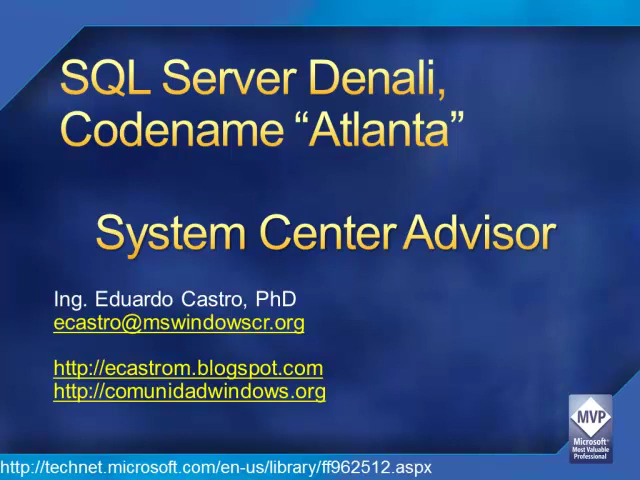 SQL Server Denali,
Codename “Atlanta”
System Center Advisor
Ing. Eduardo Castro, PhD
ecastro@mswindowscr.org
http://ecastrom.blogspot.com
http://comunidadwindows.org
MVP
Microsoft®
Most Valuable
Professional
http://technet.microsoft.com/en-us/library/ff962512.aspx